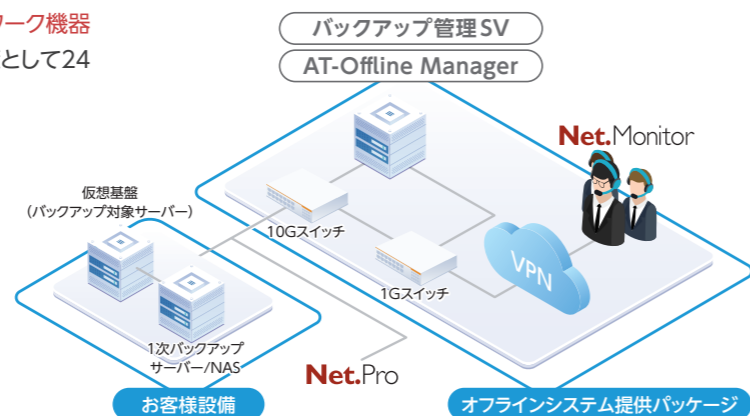 ワーク機器
として24
バックアップ管理SV
AT-Offline Manager
Net.Monitor
仮想基盤
（バックアップ対象サーバー）
10Gスイッチ
1Gスイッチ
VPN
1次バックアップ
サーバー/NAS
Net.Pro
お客様設備
オフラインシステム提供パッケージ